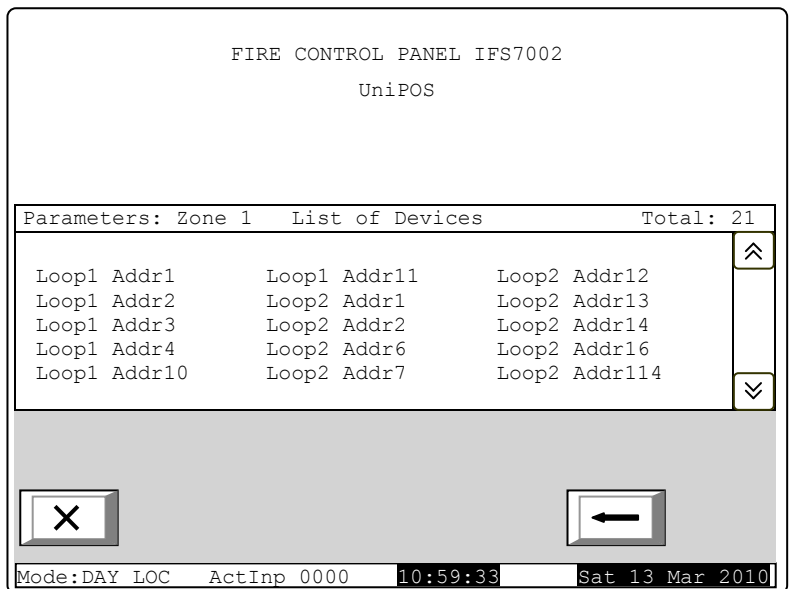 FIRE CONTROL PANEL IFS7002
UniPOS
Parameters: Zone 1 List of Devices Total: 21
Loop1 Addr1 Loop1 Addr11 Loop2 Addr12
Loop1 Addr2 Loop2 Addr1 Loop2 Addr13
Loop1 Addr3 Loop2 Addr2 Loop2 Addr14
Loop1 Addr4 Loop2 Addr6 Loop2 Addr16
Loop1 Addr10 Loop2 Addr7 Loop2 Addr114
Mode:DAY LOC ActInp 0000 10:59:33 Sat 13 Mar 2010